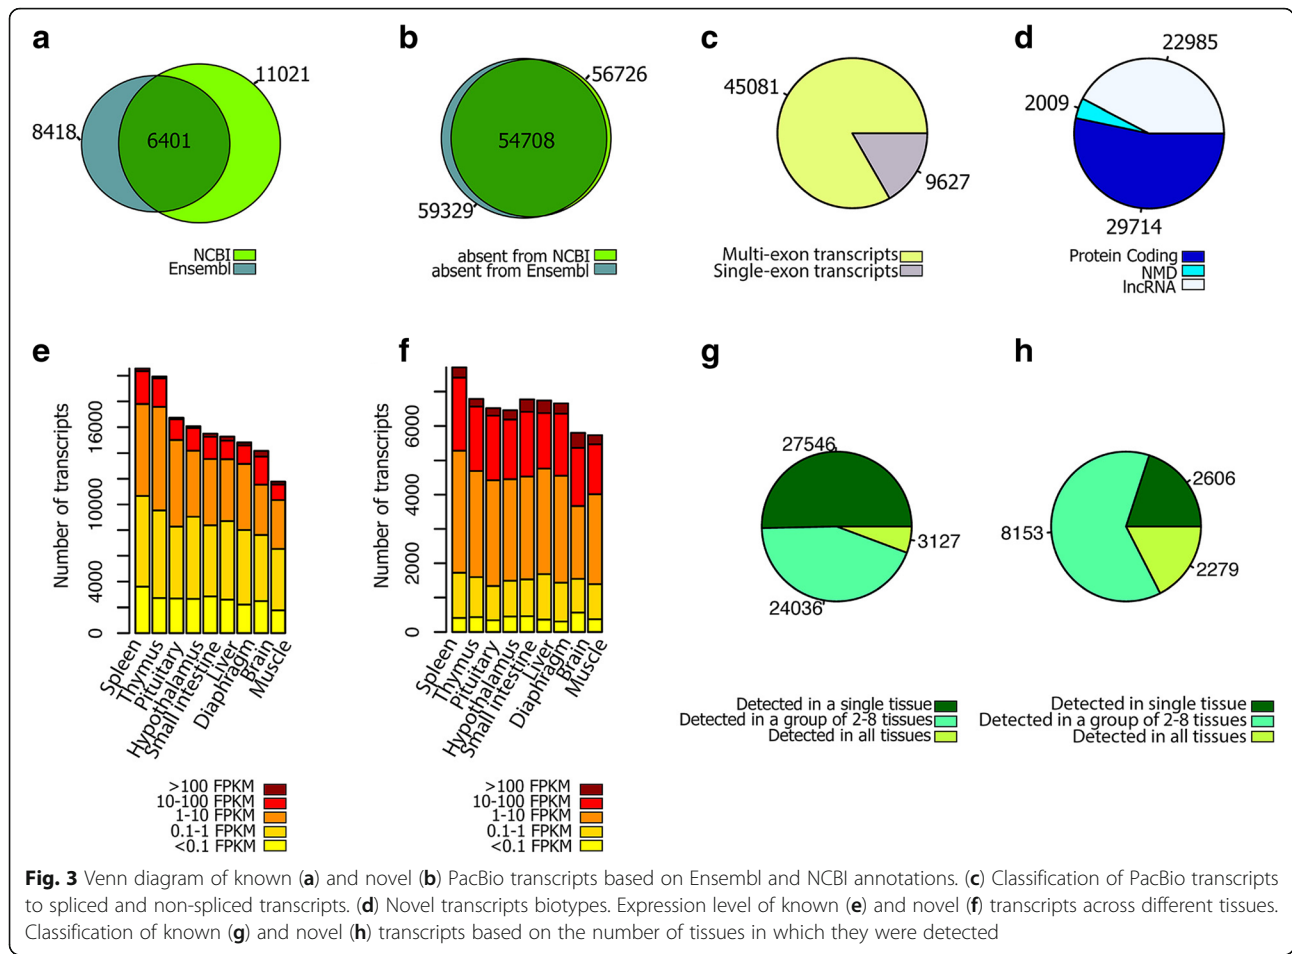 a
11021
8418
6401
NCBI
Ensembl
b
56726
54708
59329
absent from NCBI
absent from Ensembl
c
45081
9627
Multi-exon transcripts
Single-exon transcripts
d
22985
2009
29714
Protein Coding
NMD
lncRNA
e
Number of transcripts
16000
10000
4000
0
Spleen
Thymus
Pituitary
Hypothalamus
Small intestine
Liver
Diaphragm
Brain
Muscle
>100 FPKM
10-100 FPKM
1-10 FPKM
0.1-1 FPKM
<0.1 FPKM
f
Number of transcripts
6000
4000
2000
0
Spleen
Thymus
Pituitary
Hypothalamus
Small intestine
Liver
Diaphragm
Brain
Muscle
>100 FPKM
10-100 FPKM
1-10 FPKM
0.1-1 FPKM
<0.1 FPKM
g
27546
3127
24036
Detected in a single tissue
Detected in a group of 2-8 tissues
Detected in all tissues
h
2606
8153
2279
Detected in single tissue
Detected in a group of 2-8 tissues
Detected in all tissues
Fig. 3 Venn diagram of known (a) and novel (b) PacBio transcripts based on Ensembl and NCBI annotations. (c) Classification of PacBio transcripts
to spliced and non-spliced transcripts. (d) Novel transcripts biotypes. Expression level of known (e) and novel (f) transcripts across different tissues.
Classification of known (g) and novel (h) transcripts based on the number of tissues in which they were detected